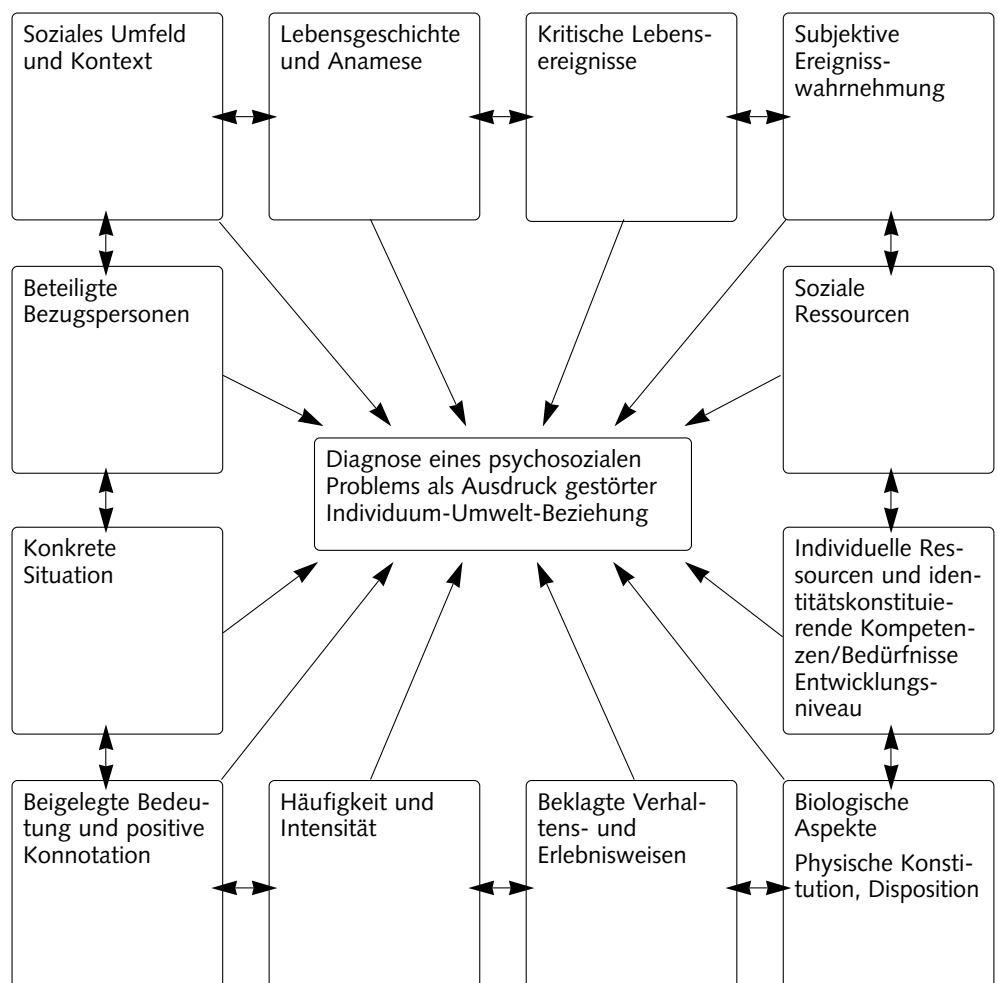 Soziales Umfeld
und Kontext
Lebensgeschichte
und Anamese
Kritische Lebens-
ereignisse
Subjektive
Ereigniss-
wahrnehmung
Beteiligte
Bezugspersonen
Soziale
Ressourcen
Diagnose eines psychosozialen
Problems als Ausdruck gestörter
Individuum-Umwelt-Beziehung
Konkrete
Situation
Individuelle Res-
sourcen und iden-
titätskonstituie-
rende Kompeten-
zen/Bedürfnisse
Entwicklungs-
niveau
Beigelegte Bedeu-
tung und positive
Konnotation
Häufigkeit und
Intensität
Beklagte Verhal-
tens- und
Erlebnisweisen
Biologische
Aspekte
Physische Konsti-
tution, Disposition